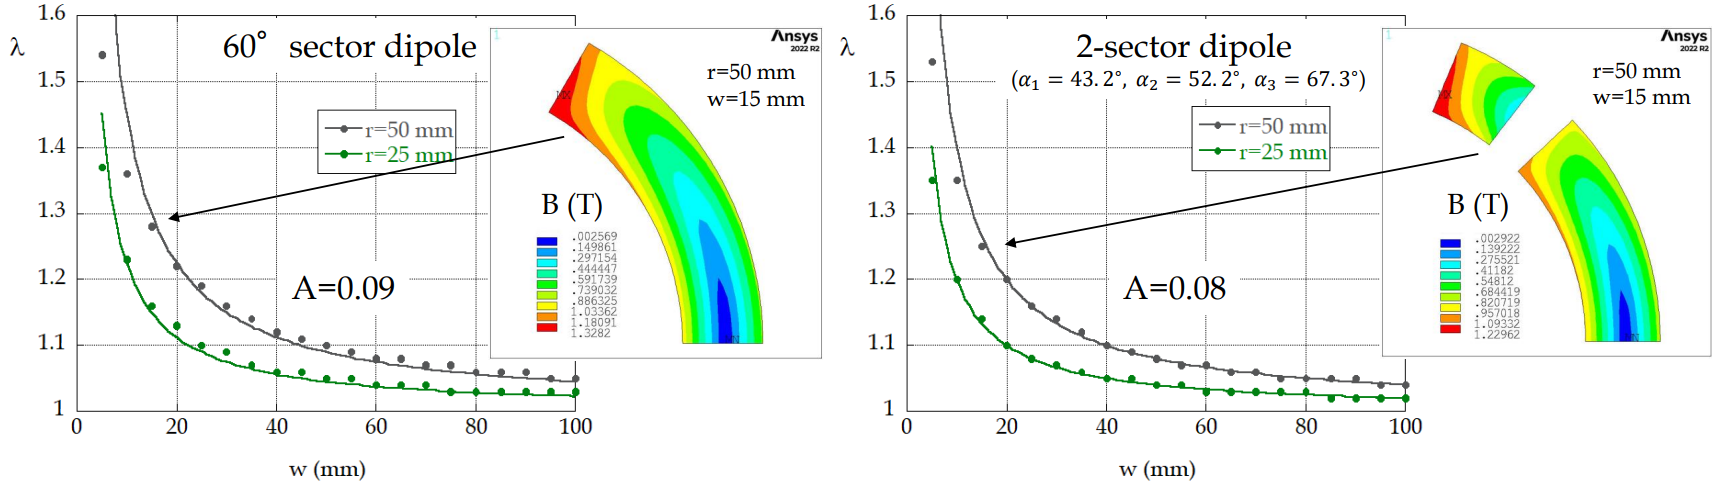 1.6
λ
1.5
1.4
1.3
1.2
1.1
1
0
20
40
60
80
100
w (mm)
60° sector dipole
r=50 mm
r=25 mm
A=0.09
1
Ansys
2022 R2
r=50 mm
w=15 mm
MX
B (T)
.002569
.149861
.297154
.444447
.591739
.739032
.886325
1.03362
1.18091
1.3282
1.6
λ
1.5
1.4
1.3
1.2
1.1
1
0
20
40
60
80
100
w (mm)
2-sector dipole
(α₁ = 43.2°, α₂ = 52.2°, α₃ = 67.3°)
r=50 mm
r=25 mm
A=0.08
1
Ansys
2022 R2
r=50 mm
w=15 mm
MX
B (T)
.002922
.139222
.275521
.41182
.54812
.684419
.820719
.957018
1.09332
1.22962